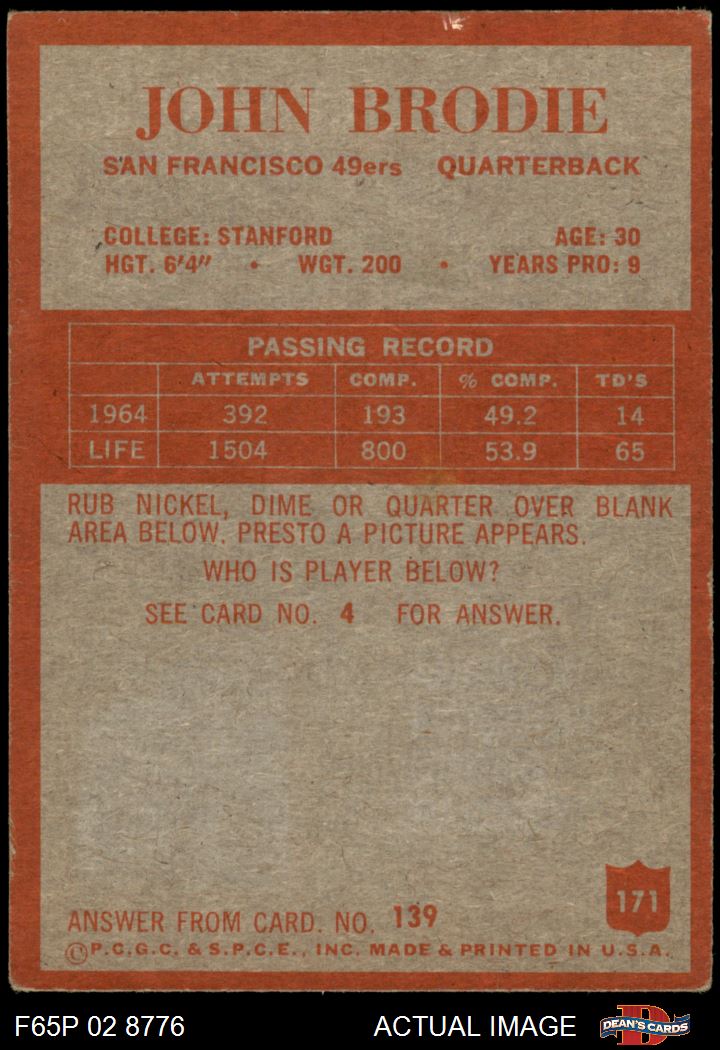 JOHN BRODIE
SAN FRANCISCO 49ers QUARTERBACK
COLLEGE: STANFORD AGE: 30
HGT. 6'4" • WGT. 200 • YEARS PRO: 9
PASSING RECORD
ATTEMPTS COMP. % COMP. TD'S
1964 392 193 49.2 14
LIFE 1504 800 53.9 65
RUB NICKEL, DIME OR QUARTER OVER BLANK
AREA BELOW. PRESTO A PICTURE APPEARS.
WHO IS PLAYER BELOW?
SEE CARD NO. 4 FOR ANSWER.
171
ANSWER FROM CARD. NO. 139
©P.C.G.C. & S.P.C.E., INC. MADE & PRINTED IN U.S.A.
F65P 02 8776 ACTUAL IMAGE D DEAN'S CARDS